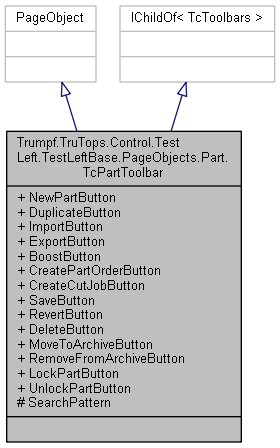 PageObject
IChildOf< TcToolbars >
Trumpf.TruTops.Control.Test
Left.TestLeftBase.PageObjects.Part.
TcPartToolbar
+ NewPartButton
+ DuplicateButton
+ ImportButton
+ ExportButton
+ BoostButton
+ CreatePartOrderButton
+ CreateCutJobButton
+ SaveButton
+ RevertButton
+ DeleteButton
+ MoveToArchiveButton
+ RemoveFromArchiveButton
+ LockPartButton
+ UnlockPartButton
# SearchPattern